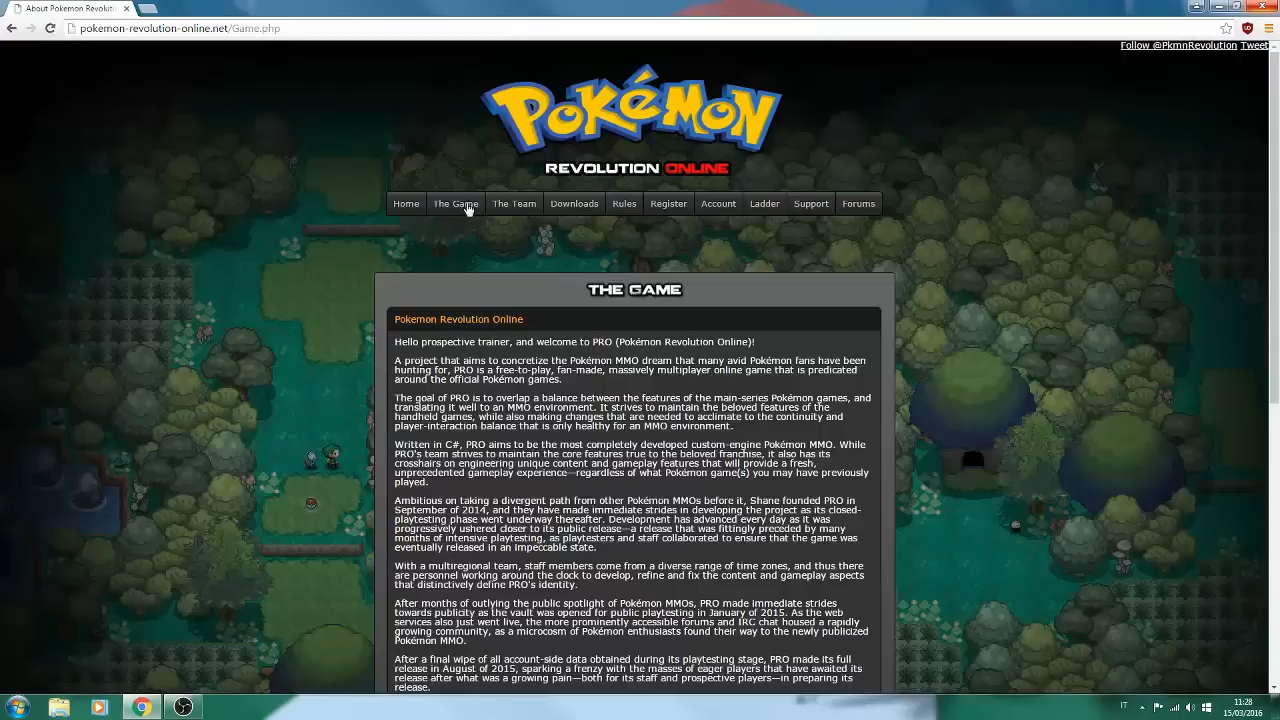 About Pokemon Revoluti
pokemon-revolution-online.net/Game.php
Follow @PkmnRevolution Tweet
POKéMON
REVOLUTION ONLINE
Home The Game The Team Downloads Rules Register Account Ladder Support Forums
THE GAME
Pokemon Revolution Online
Hello prospective trainer, and welcome to PRO (Pokémon Revolution Online)!
A project that aims to concretize the Pokémon MMO dream that many avid Pokémon fans have been
hunting for, PRO is a free-to-play, fan-made, massively multiplayer online game that is predicated
around the official Pokémon games.
The goal of PRO is to overlap a balance between the features of the main-series Pokémon games, and
translating it well to an MMO environment. It strives to maintain the beloved features of the
handheld games, while also making changes that are needed to acclimate to the continuity and
player-interaction balance that is only healthy for an MMO environment.
Written in C#, PRO aims to be the most completely developed custom-engine Pokémon MMO. While
PRO's team strives to maintain the core features true to the beloved franchise, it also has its
crosshairs on engineering unique content and gameplay features that will provide a fresh,
unprecedented gameplay experience—regardless of what Pokémon game(s) you may have previously
played.
Ambitious on taking a divergent path from other Pokémon MMOs before it, Shane founded PRO in
September of 2014, and they have made immediate strides in developing the project as its closed-
playtesting phase went underway thereafter. Development has advanced every day as it was
progressively ushered closer to its public release—a release that was fittingly preceded by many
months of intensive playtesting, as playtesters and staff collaborated to ensure that the game was
eventually released in an impeccable state.
With a multiregional team, staff members come from a diverse range of time zones, and thus there
are personnel working around the clock to develop, refine and fix the content and gameplay aspects
that distinctively define PRO's identity.
After months of outlying the public spotlight of Pokémon MMOs, PRO made immediate strides
towards publicity as the vault was opened for public playtesting in January of 2015. As the web
services also just went live, the more prominently accessible forums and IRC chat housed a rapidly
growing community, as a microcosm of Pokémon enthusiasts found their way to the newly publicized
Pokémon MMO.
After a final wipe of all account-side data obtained during its playtesting stage, PRO made its full
release in August of 2015, sparking a frenzy with the masses of eager players that have awaited its
release after what was a growing pain—both for its staff and prospective players—in preparing its
release.
IT
11:28
15/03/2016